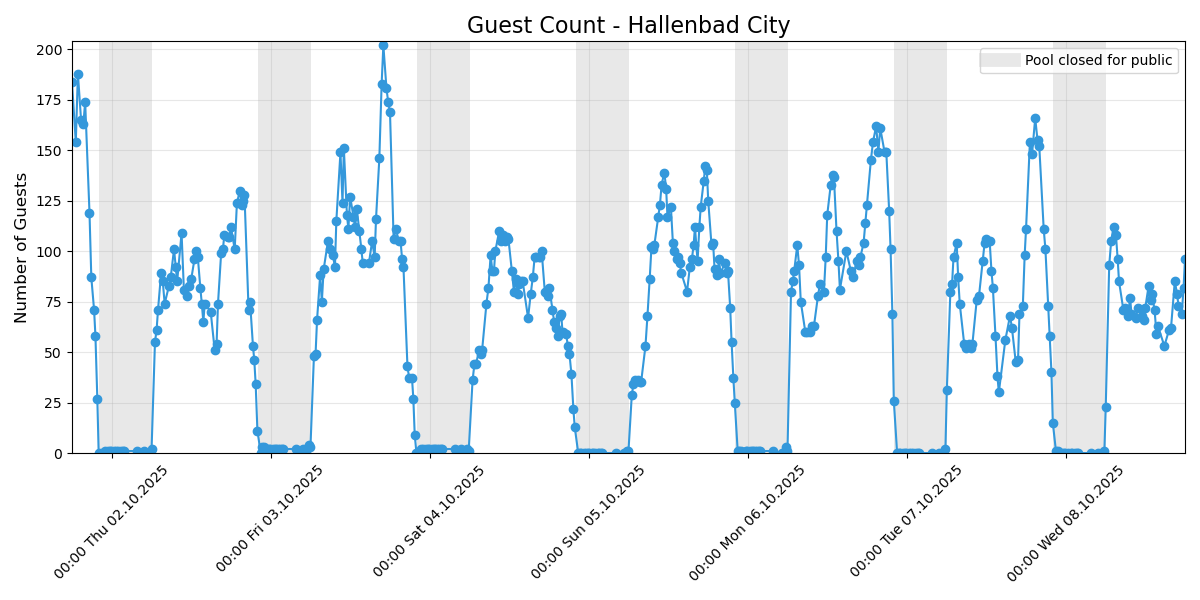 Guest Count - Hallenbad City
Pool closed for public
Number of Guests
200
175
150
125
100
75
50
25
0
00:00 Thu 02.10.2025
00:00 Fri 03.10.2025
00:00 Sat 04.10.2025
00:00 Sun 05.10.2025
00:00 Mon 06.10.2025
00:00 Tue 07.10.2025
00:00 Wed 08.10.2025